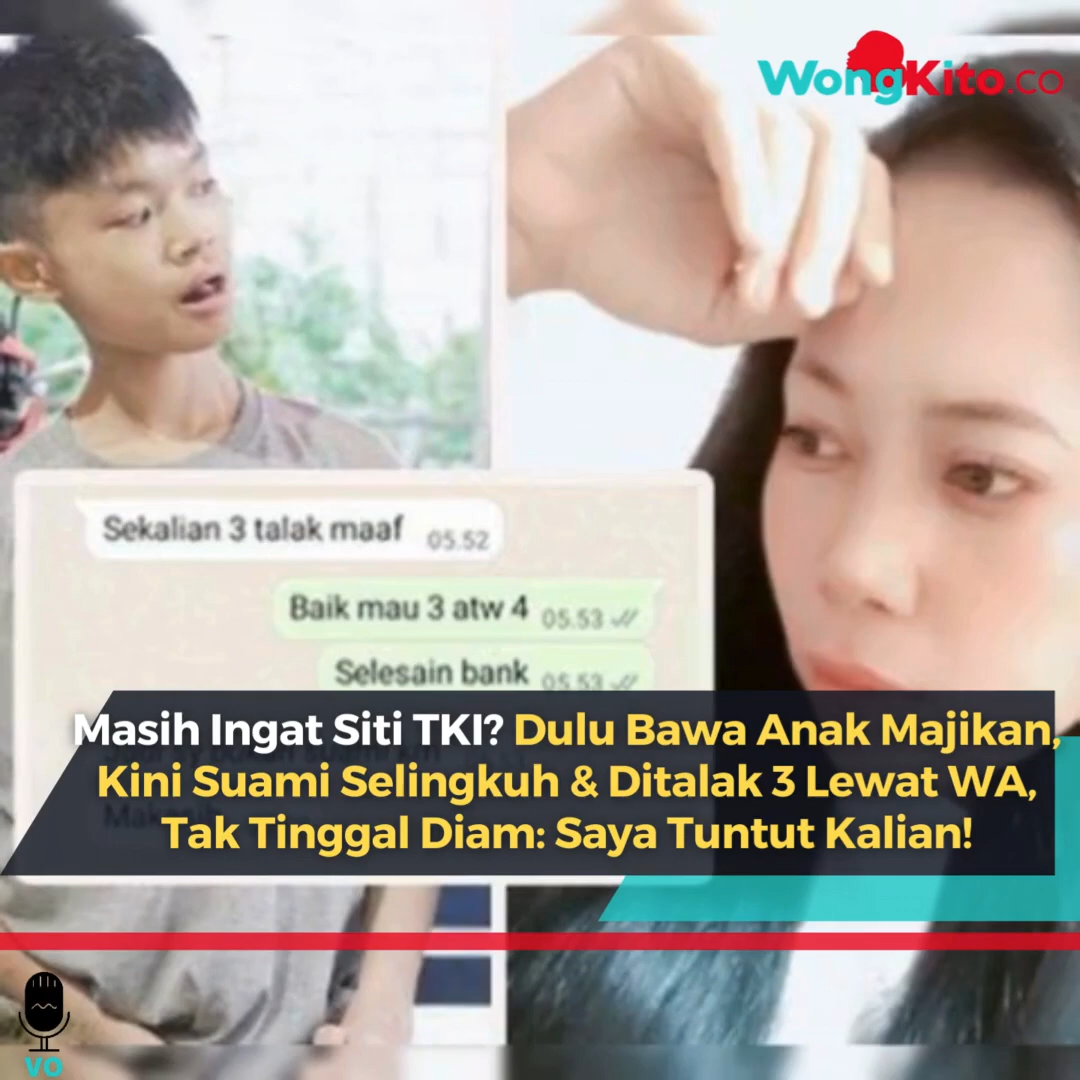 WongKito.co
Sekalian 3 talak maaf 05.52
Baik mau 3 atw 4 05.53
Selesain bank 05.53
Masih Ingat Siti TKI? Dulu Bawa Anak Majikan,
Kini Suami Selingkuh & Ditalak 3 Lewat WA,
Tak Tinggal Diam: Saya Tuntut Kalian!
VO